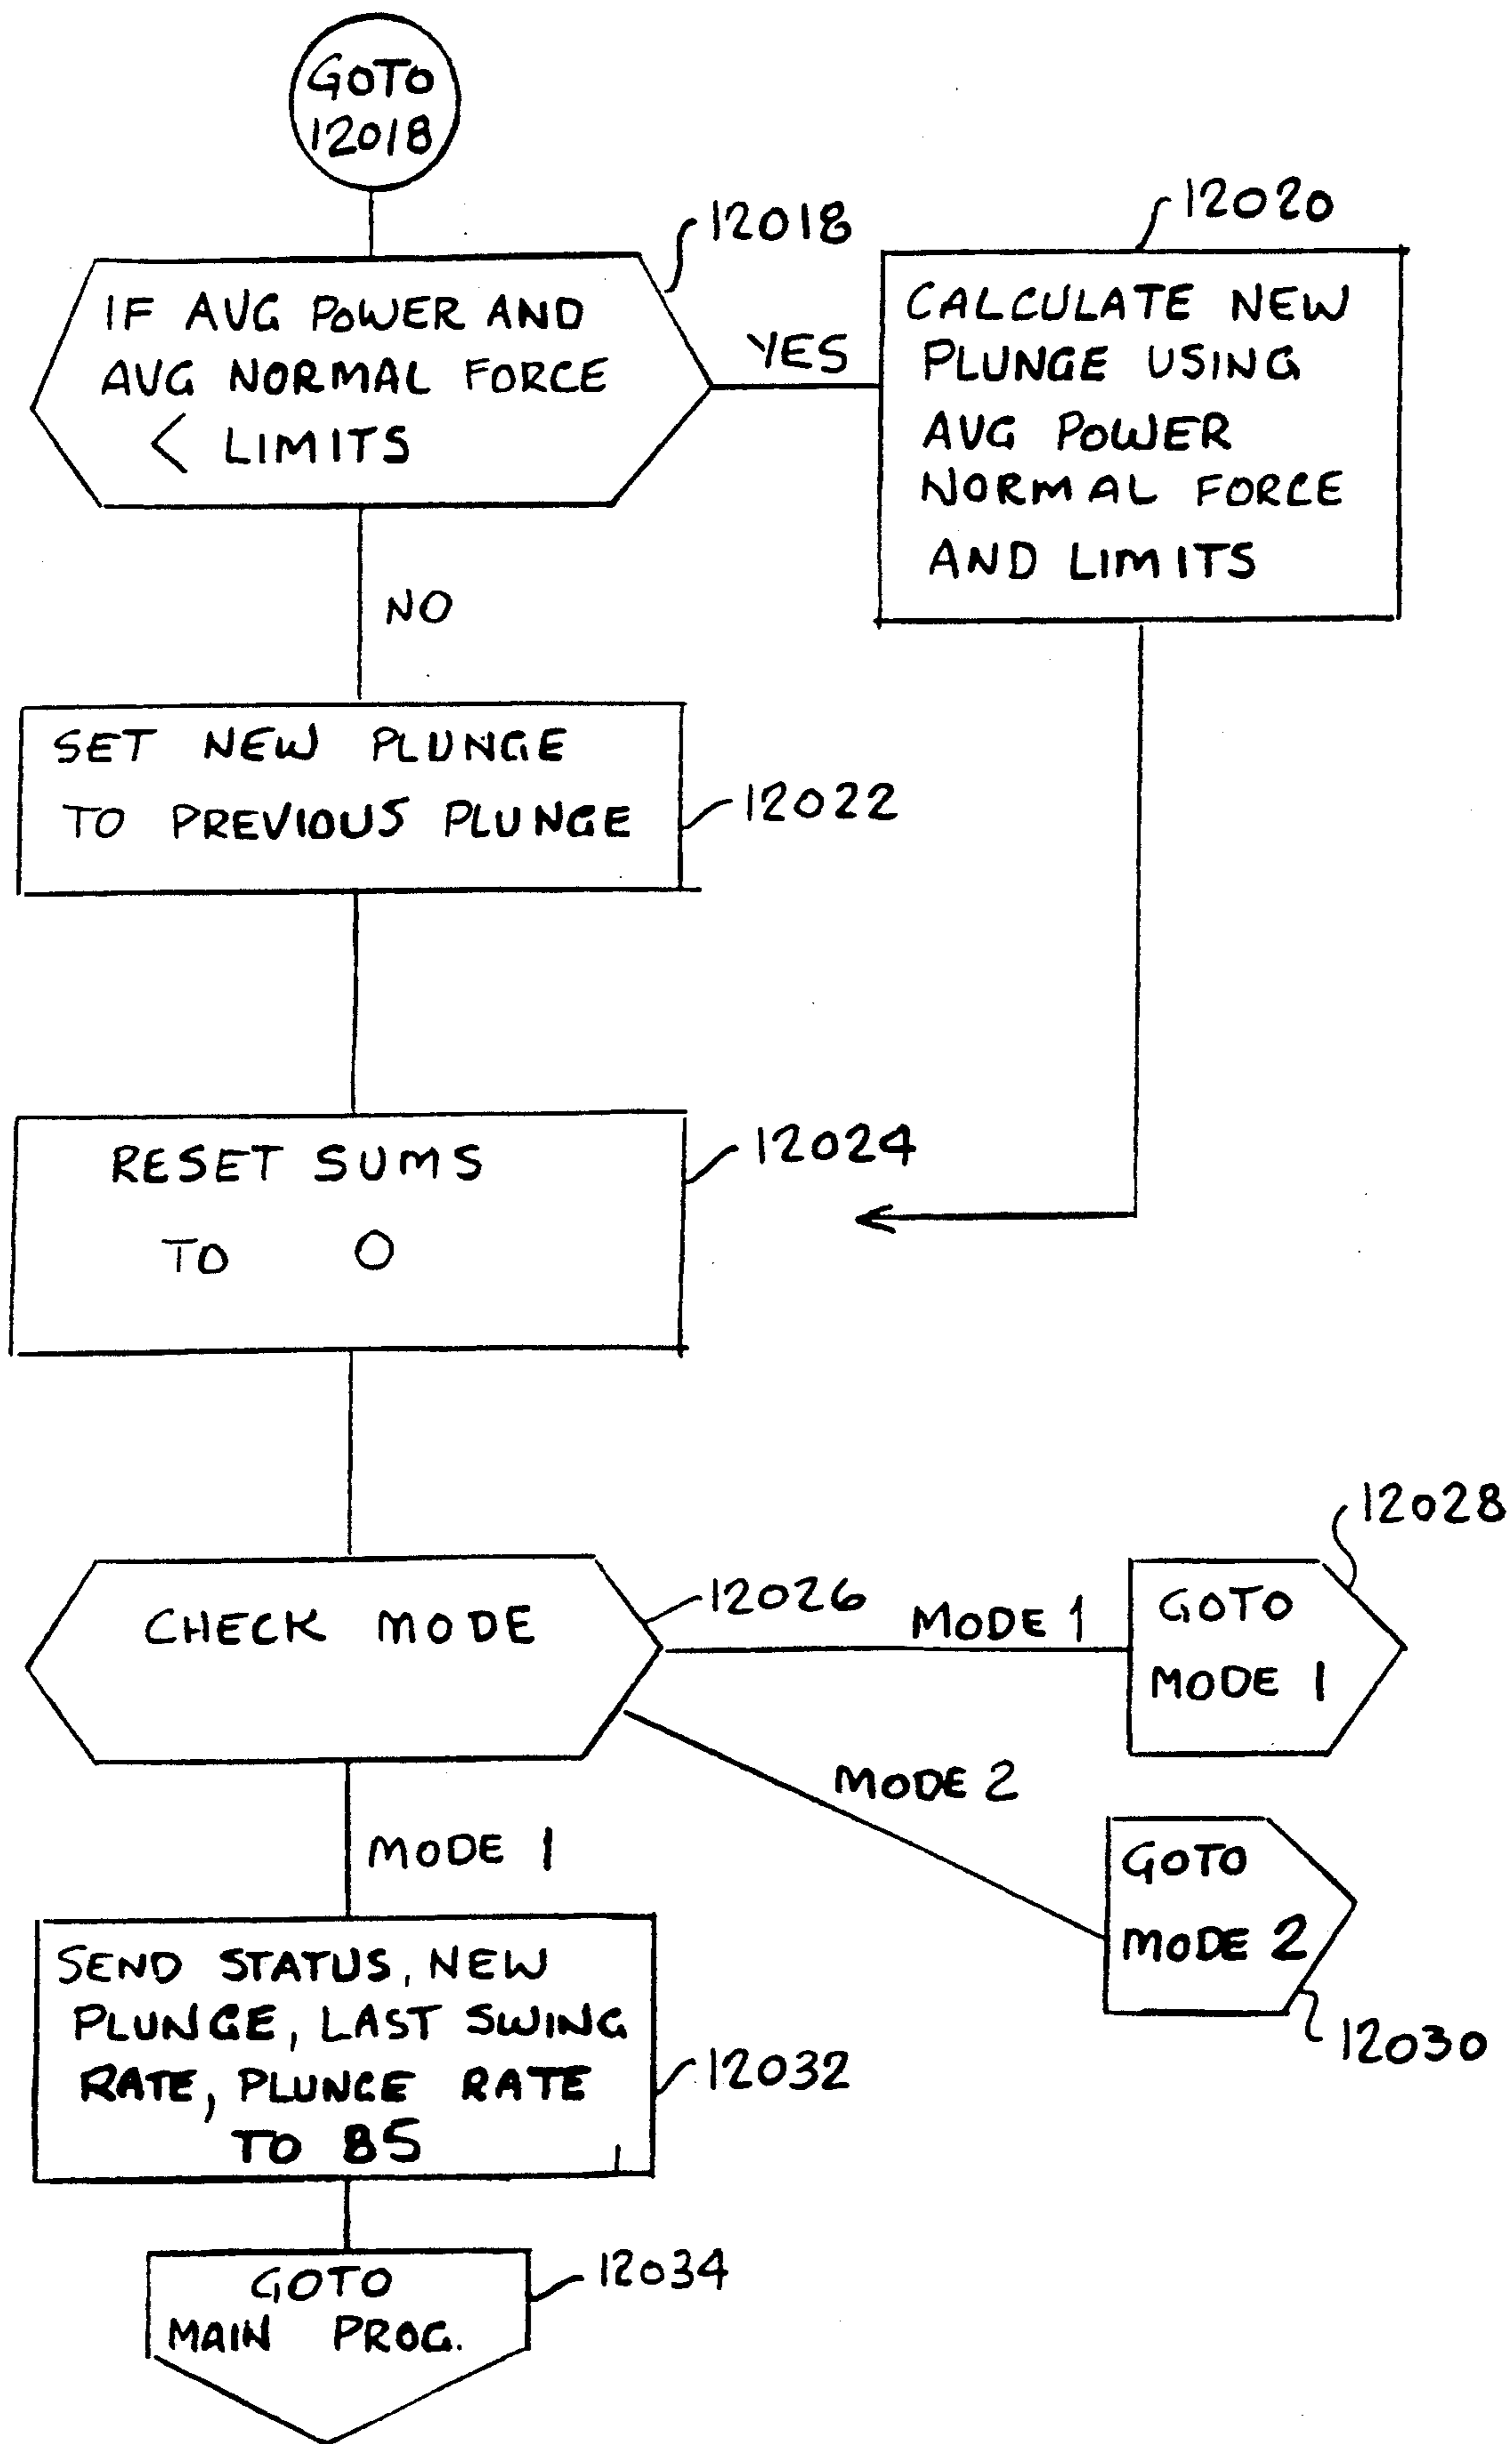 GOTO
12018
12018
IF AVG POWER AND
AVG NORMAL FORCE
< LIMITS
YES
12020
CALCULATE NEW
PLUNGE USING
AVG POWER
NORMAL FORCE
AND LIMITS
NO
SET NEW PLUNGE
TO PREVIOUS PLUNGE
12022
RESET SUMS
TO 0
12024
CHECK MODE
12026
MODE 1
12028
GOTO
MODE 1
MODE 2
GOTO
MODE 2
12030
MODE 1
SEND STATUS, NEW
PLUNGE, LAST SWING
RATE, PLUNGE RATE
TO 85
12032
GOTO
MAIN PROG.
12034